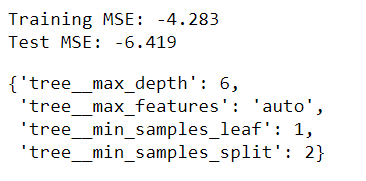 Training MSE: -4.283
Test MSE: -6.419
{'tree__max_depth': 6,
 'tree__max_features': 'auto',
 'tree__min_samples_leaf': 1,
 'tree__min_samples_split': 2}